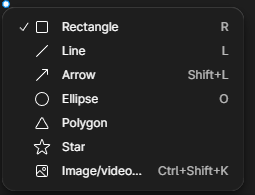 Rectangle R
Line L
Arrow Shift+L
Ellipse O
Polygon
Star
Image/video... Ctrl+Shift+K